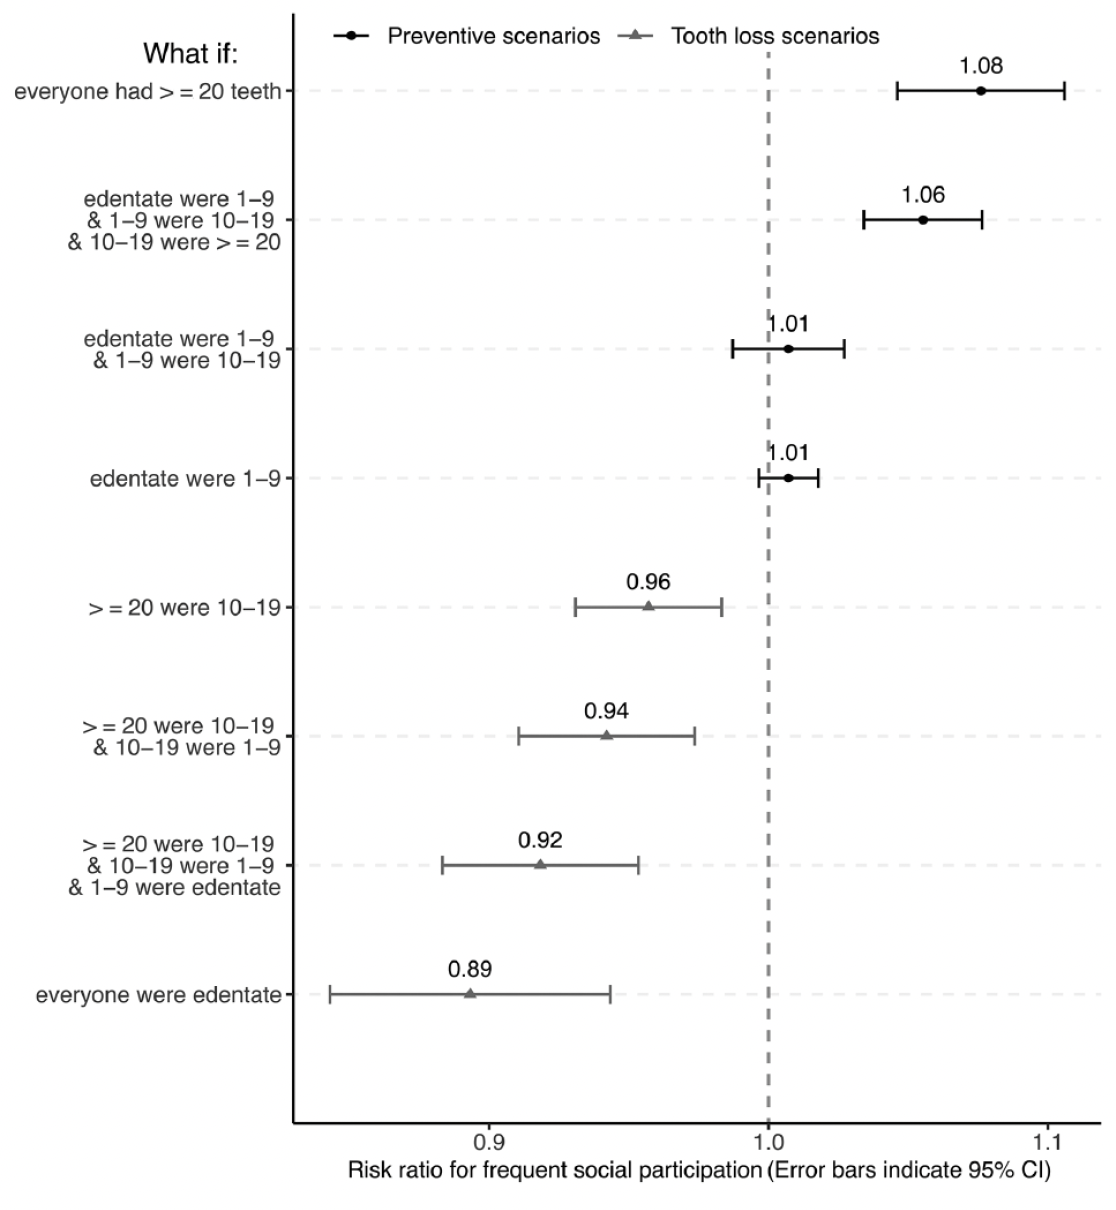 Preventive scenarios Tooth loss scenarios
What if:
everyone had > = 20 teeth
1.08
edentate were 1–9
& 1–9 were 10–19
& 10–19 were > = 20
1.06
edentate were 1–9
& 1–9 were 10–19
1.01
edentate were 1–9
1.01
> = 20 were 10–19
0.96
> = 20 were 10–19
& 10–19 were 1–9
0.94
> = 20 were 10–19
& 10–19 were 1–9
& 1–9 were edentate
0.92
everyone were edentate
0.89
0.9 1.0 1.1
Risk ratio for frequent social participation (Error bars indicate 95% CI)